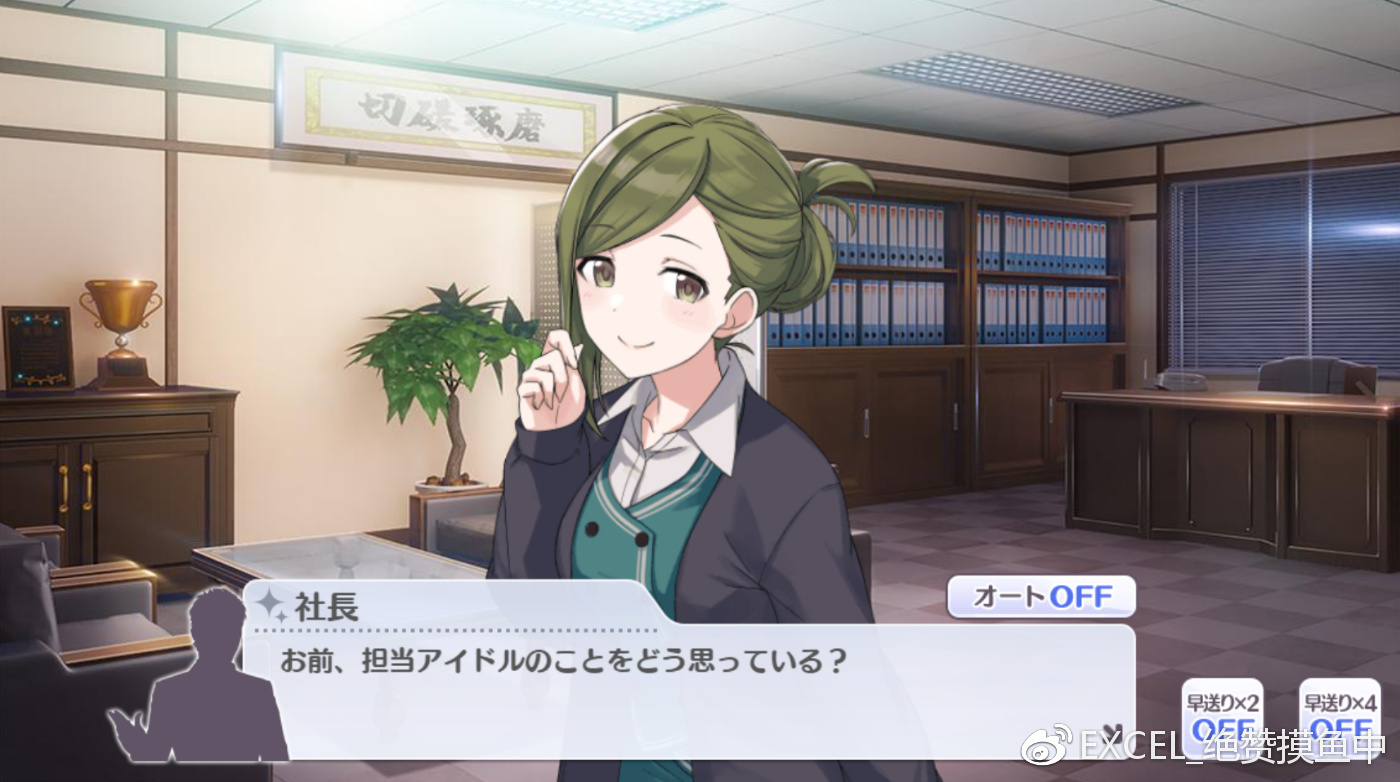 切磋琢磨
社長
オートOFF
お前、担当アイドルのことをどう思っている？
早送り×2
OFF
早送り×4
OFF
EXCEL_绝赞摸鱼中